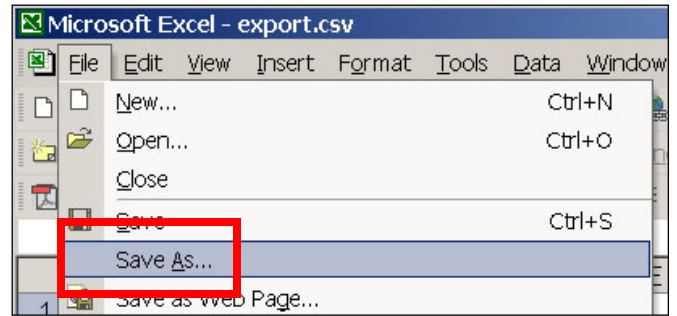 Microsoft Excel - export.csv
File Edit View Insert Format Tools Data Window
New... Ctrl+N
Open... Ctrl+O
Close
Save Ctrl+S
Save As...
E
1 Save as Web Page...